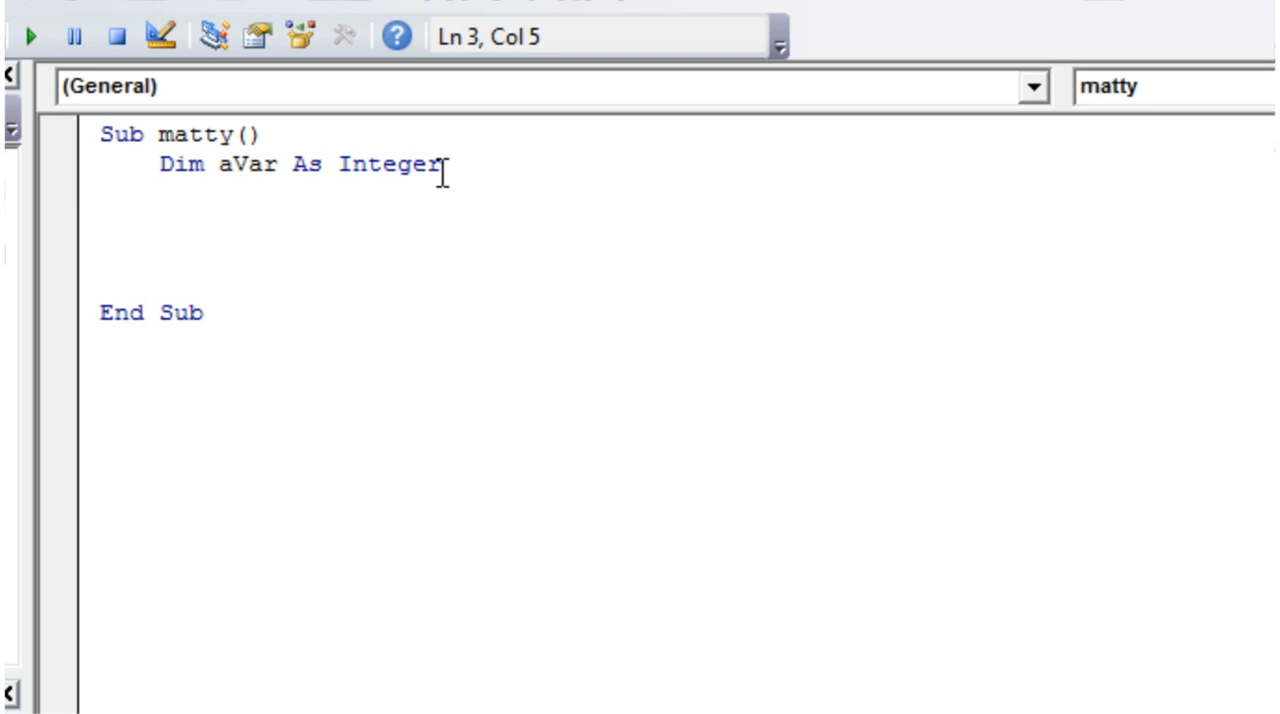 Ln 3, Col 5
(General)
matty
Sub matty()
Dim aVar As Integer
End Sub